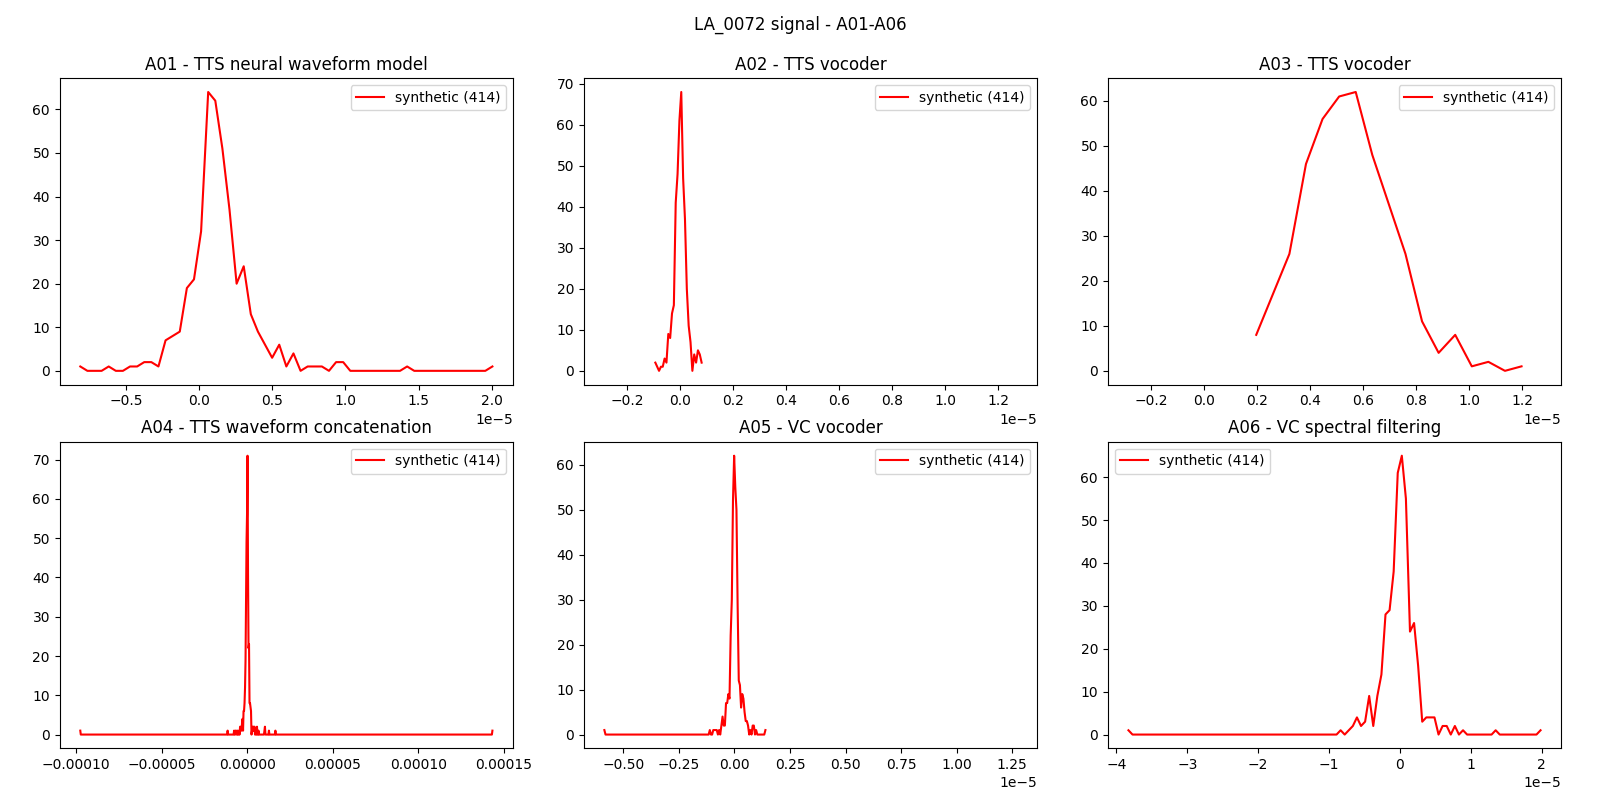 LA_0072 signal - A01-A06
A01 - TTS neural waveform model
synthetic (414)
60
50
40
30
20
10
0
−0.5 0.0 0.5 1.0 1.5 2.0
1e−5
A02 - TTS vocoder
synthetic (414)
70
60
50
40
30
20
10
0
−0.2 0.0 0.2 0.4 0.6 0.8 1.0 1.2
1e−5
A03 - TTS vocoder
synthetic (414)
60
50
40
30
20
10
0
−0.2 0.0 0.2 0.4 0.6 0.8 1.0 1.2
1e−5
A04 - TTS waveform concatenation
synthetic (414)
70
60
50
40
30
20
10
0
−0.00010 −0.00005 0.00000 0.00005 0.00010 0.00015
A05 - VC vocoder
synthetic (414)
60
50
40
30
20
10
0
−0.50 −0.25 0.00 0.25 0.50 0.75 1.00 1.25
1e−5
A06 - VC spectral filtering
synthetic (414)
60
50
40
30
20
10
0
−4 −3 −2 −1 0 1 2
1e−5